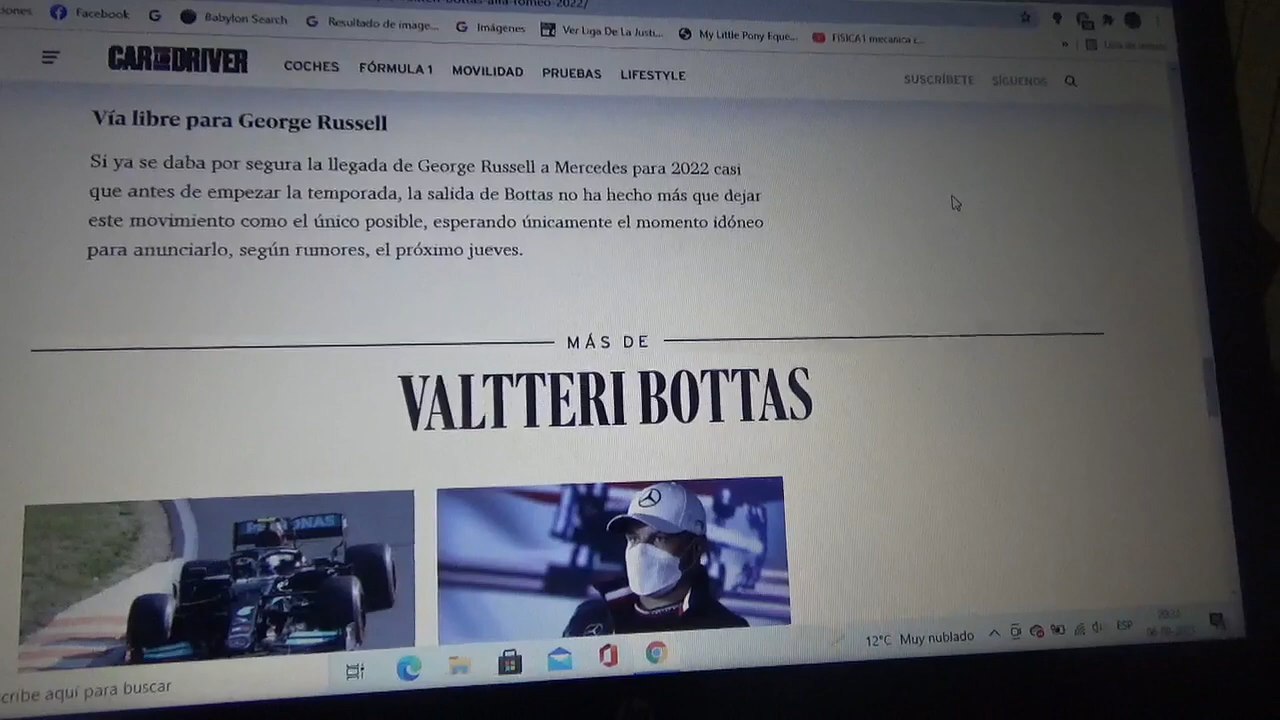 Facebook
Babylon Search
Resultado de image...
Imágenes
Ver Liga De La Justi...
My Little Pony Eque...
FISICA 1 mecanica c...
CAR AND DRIVER
COCHES
FÓRMULA 1
MOVILIDAD
PRUEBAS
LIFESTYLE
SUSCRÍBETE
SÍGUENOS
Vía libre para George Russell
Si ya se daba por segura la llegada de George Russell a Mercedes para 2022 casi
que antes de empezar la temporada, la salida de Bottas no ha hecho más que dejar
este movimiento como el único posible, esperando únicamente el momento idóneo
para anunciarlo, según rumores, el próximo jueves.
MÁS DE
VALTTERI BOTTAS
PETRONAS
12°C Muy nublado
ESP
cribe aquí para buscar